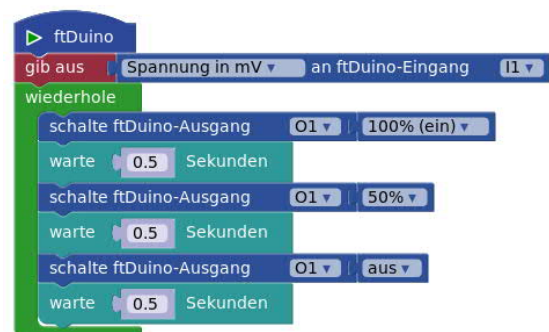 ftDuino
gib aus Spannung in mV an ftDuino-Eingang I1
wiederhole
schalte ftDuino-Ausgang O1 100% (ein)
warte 0.5 Sekunden
schalte ftDuino-Ausgang O1 50%
warte 0.5 Sekunden
schalte ftDuino-Ausgang O1 aus
warte 0.5 Sekunden